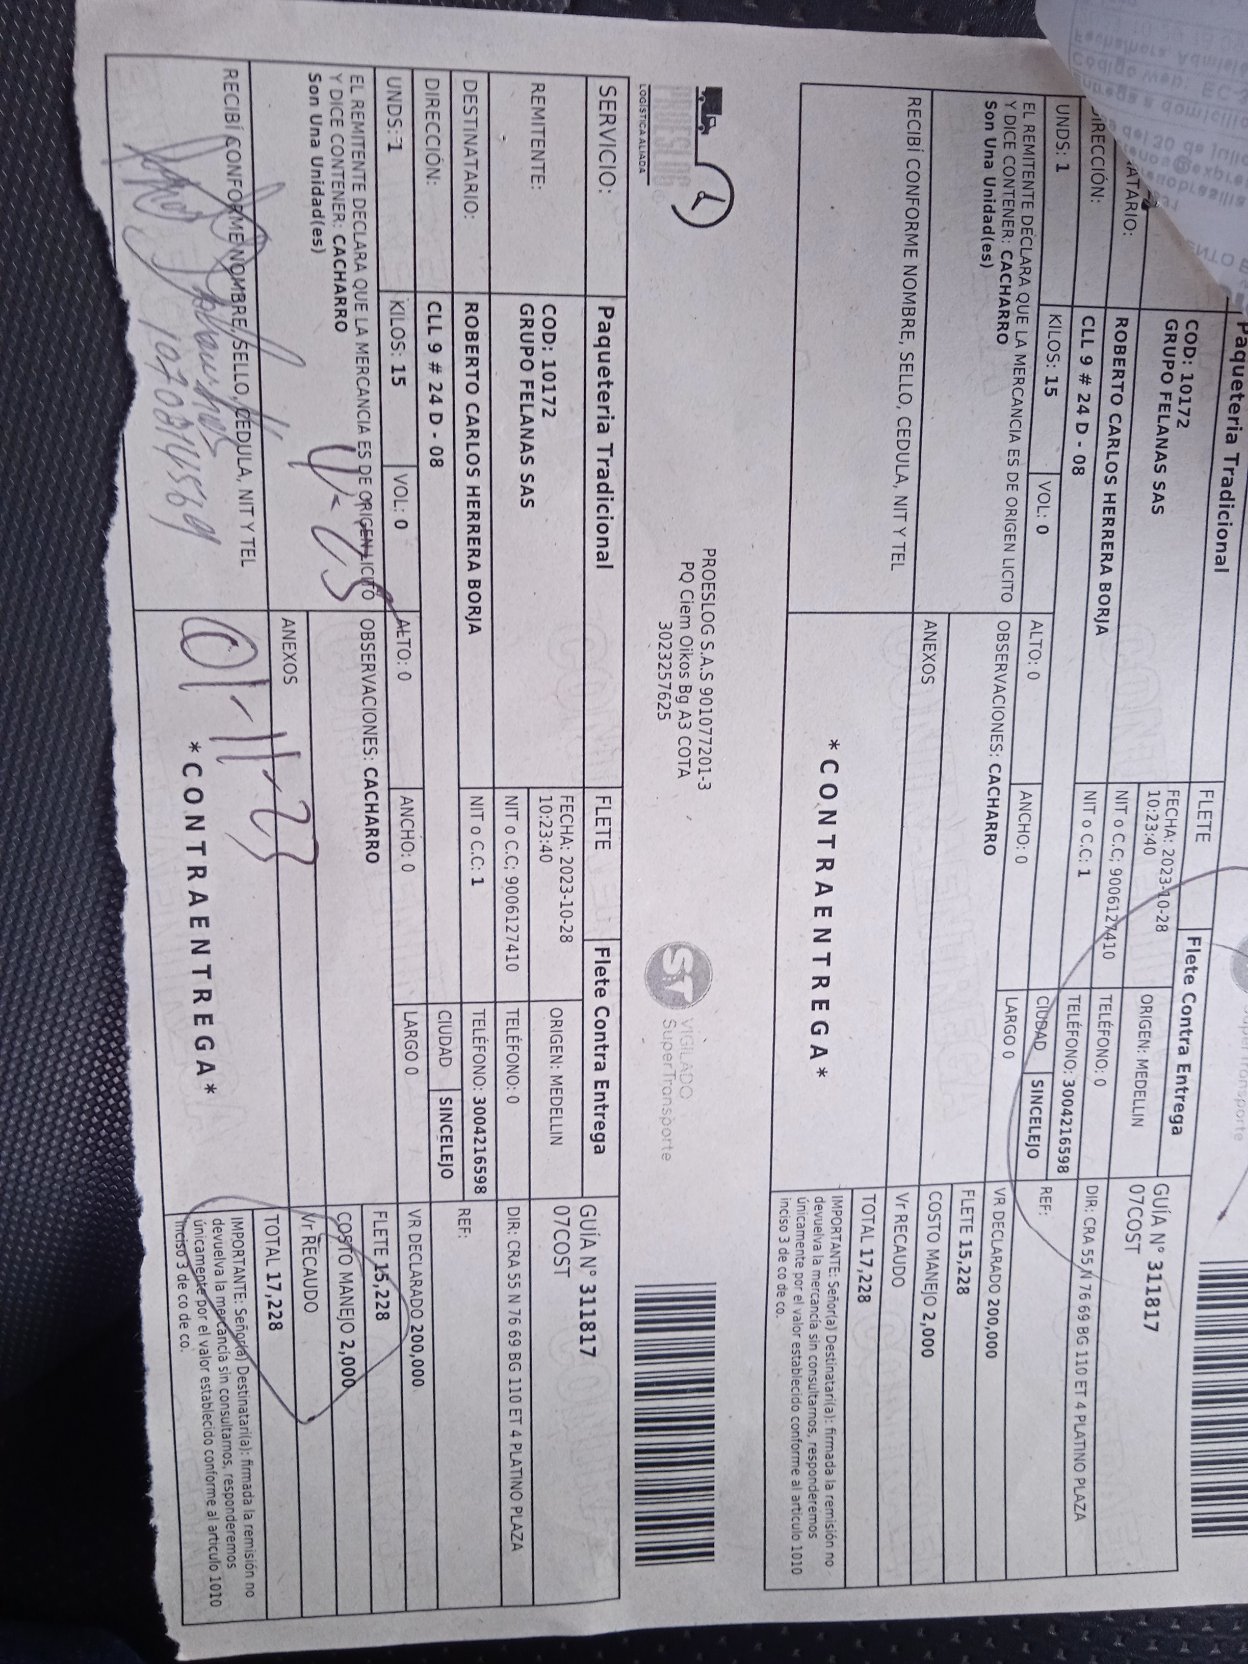 Paqueteria Tradicional
FLETE
Flete Contra Entrega
GUÍA N° 311817
07COST
COD: 10172
GRUPO FELANAS SAS
FECHA: 2023-10-28
10:23:40
ORIGEN: MEDELLIN
NIT o C.C: 9006127410
TELÉFONO: 0
DIR: CRA 55 N 76 69 BG 110 ET 4 PLATINO PLAZA
ATARIO:
ROBERTO CARLOS HERRERA BORJA
NIT o C.C: 1
TELÉFONO: 3004216598
REF:
DIRECCIÓN:
CLL 9 # 24 D - 08
CIUDAD
SINCELEJO
UNDS: 1
KILOS: 15
VOL: 0
ALTO: 0
ANCHO: 0
LARGO 0
VR DECLARADO 200,000
EL REMITENTE DECLARA QUE LA MERCANCIA ES DE ORIGEN LICITO
Y DICE CONTENER: CACHARRO
Son Una Unidad(es)
OBSERVACIONES: CACHARRO
FLETE 15,228
COSTO MANEJO 2,000
RECIBÍ CONFORME NOMBRE, SELLO, CEDULA, NIT Y TEL
ANEXOS
Vr RECAUDO
TOTAL 17,228
*CONTRAENTREGA*
IMPORTANTE: Señor(a) Destinatari(a): firmada la remisión no
devuelva la mercancia sin consultarnos, responderemos
únicamente por el valor establecido conforme al articulo 1010
inciso 3 de co de co.
LOGÍSTICA ALIADA
PROESLOG S.A.S 901077201-3
PQ Ciem Oikos Bg A3 COTA
3023257625
VIGILADO
SuperTransporte
SERVICIO:
Paqueteria Tradicional
FLETE
Flete Contra Entrega
GUÍA N° 311817
07COST
REMITENTE:
COD: 10172
GRUPO FELANAS SAS
FECHA: 2023-10-28
10:23:40
ORIGEN: MEDELLIN
NIT o C.C: 9006127410
TELÉFONO: 0
DIR: CRA 55 N 76 69 BG 110 ET 4 PLATINO PLAZA
DESTINATARIO:
ROBERTO CARLOS HERRERA BORJA
NIT o C.C: 1
TELÉFONO: 3004216598
REF:
DIRECCIÓN:
CLL 9 # 24 D - 08
CIUDAD
SINCELEJO
UNDS: 1
KILOS: 15
VOL: 0
ALTO: 0
ANCHO: 0
LARGO 0
VR DECLARADO 200,000
EL REMITENTE DECLARA QUE LA MERCANCIA ES DE ORIGEN LICITO
Y DICE CONTENER: CACHARRO
Son Una Unidad(es)
OBSERVACIONES: CACHARRO
FLETE 15,228
COSTO MANEJO 2,000
RECIBÍ CONFORME NOMBRE, SELLO, CEDULA, NIT Y TEL
ANEXOS
Vr RECAUDO
TOTAL 17,228
01-11-23
*CONTRAENTREGA*
IMPORTANTE: Señor(a) Destinatari(a): firmada la remisión no
devuelva la mercancia sin consultarnos, responderemos
únicamente por el valor establecido conforme al articulo 1010
inciso 3 de co de co.